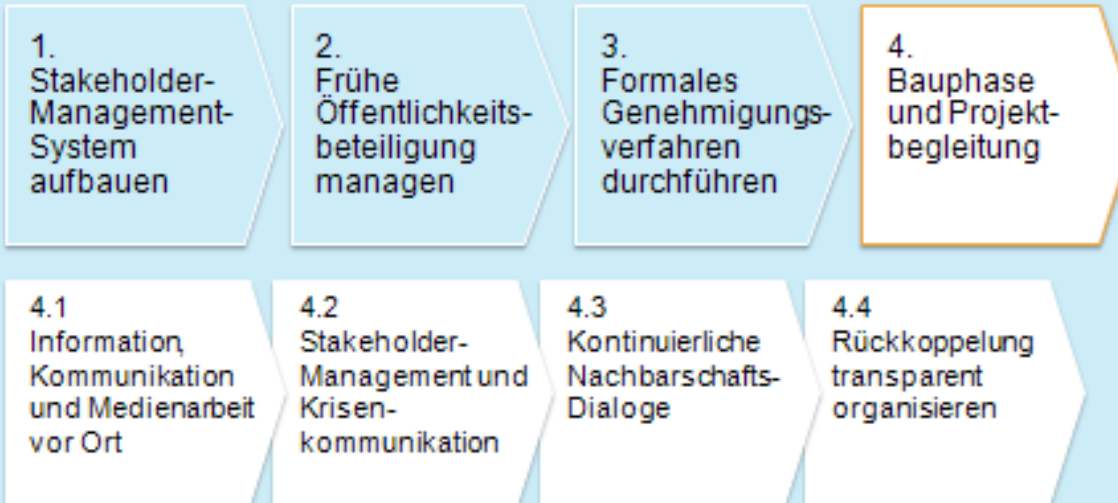 1.
Stakeholder-
Management-
System
aufbauen
2.
Frühe
Öffentlichkeits-
beteiligung
managen
3.
Formales
Genehmigungs-
verfahren
durchführen
4.
Bauphase
und Projekt-
begleitung
4.1
Information,
Kommunikation
und Medienarbeit
vor Ort
4.2
Stakeholder-
Management und
Krisen-
kommunikation
4.3
Kontinuierliche
Nachbarschafts-
Dialoge
4.4
Rückkoppelung
transparent
organisieren